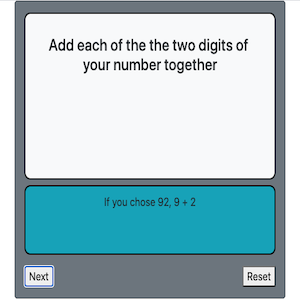 Add each of the the two digits of
your number together
If you chose 92, 9 + 2
Next
Reset